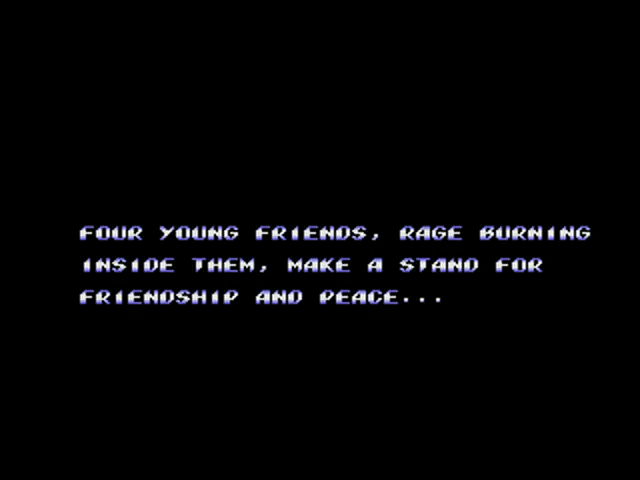 FOUR YOUNG FRIENDS, RAGE BURNING
INSIDE THEM, MAKE A STAND FOR
FRIENDSHIP AND PEACE...